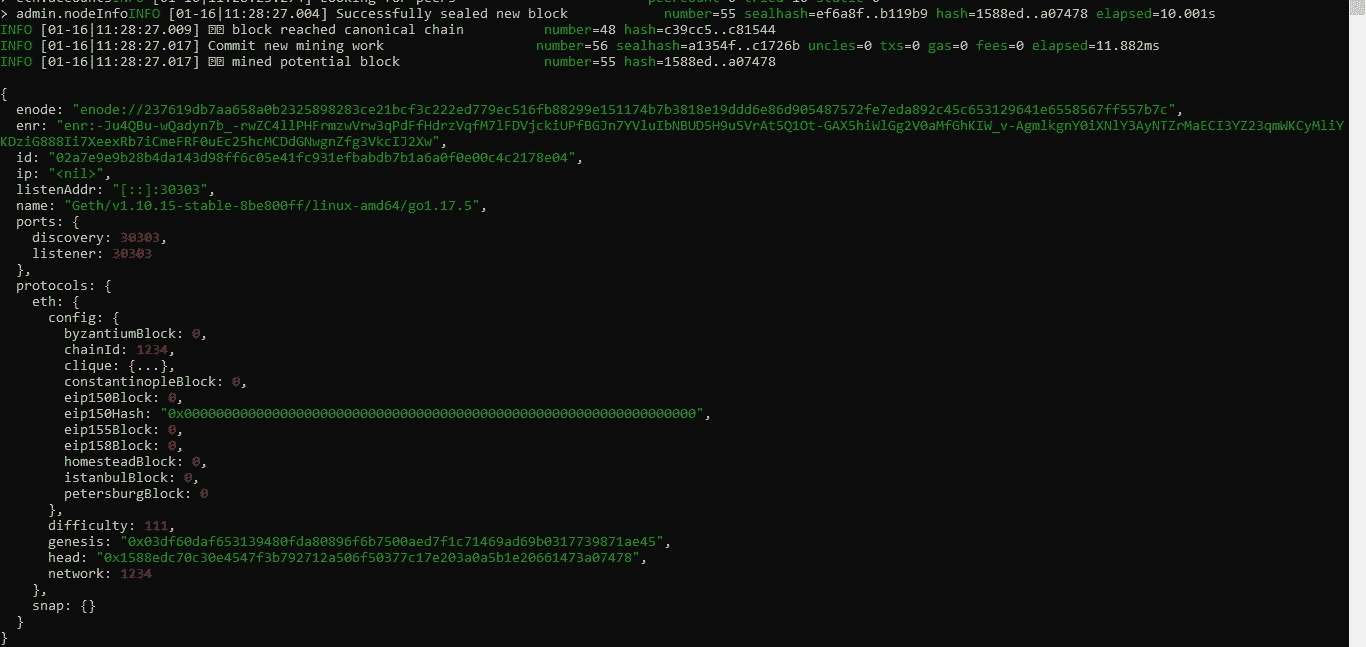 > admin.nodeInfoINFO [01-16|11:28:27.004] Successfully sealed new block number=55 sealhash=ef6a8f..b119b9 hash=1588ed..a07478 elapsed=10.001s
INFO [01-16|11:28:27.009] block reached canonical chain number=48 hash=c39cc5..c81544
INFO [01-16|11:28:27.017] Commit new mining work number=56 sealhash=a1354f..c1726b uncles=0 txs=0 gas=0 fees=0 elapsed=11.882ms
INFO [01-16|11:28:27.017] mined potential block number=55 hash=1588ed..a07478
{
enode: "enode://237619db7aa658a0b2325898283ce21bcf3c222ed779ec516fb88299e151174b7b3818e19ddd6e86d905487572fe7eda892c45c653129641e6558567ff557b7c",
enr: "enr:-Ju4QBu-wQadyn7b_-rwZC4llPHFrmzwVrw3qPdFfHdrzVqfM7lFDVjckiUPfBGJn7YVluIbNBUD5H9uSVrAt5Q1Ot-GAX5hiWlGg2V0aMfGhKIW_v-AgmlkgnY0iXNlY3AyNTZrMaECI3YZ23qmWKCyMliY
KDziG888Ii7XeexRb7iCmeFRF0uEc25hcMCDdGNwgnZfg3VkcIJ2Xw",
id: "02a7e9e9b28b4da143d98ff6c05e41fc931efbabdb7b1a6a0f0e00c4c2178e04",
ip: "<nil>",
listenAddr: "[::]:30303",
name: "Geth/v1.10.15-stable-8be800ff/linux-amd64/go1.17.5",
ports: {
discovery: 30303,
listener: 30303
},
protocols: {
eth: {
config: {
byzantiumBlock: 0,
chainId: 1234,
clique: {...},
constantinopleBlock: 0,
eip150Block: 0,
eip150Hash: "0x0000000000000000000000000000000000000000000000000000000000000000",
eip155Block: 0,
eip158Block: 0,
homesteadBlock: 0,
istanbulBlock: 0,
petersburgBlock: 0
},
difficulty: 111,
genesis: "0x03df60daf653139480fda80896f6b7500aed7f1c71469ad69b0317739871ae45",
head: "0x1588edc70c30e4547f3b792712a506f50377c17e203a0a5b1e20661473a07478",
network: 1234
},
snap: {}
}
}